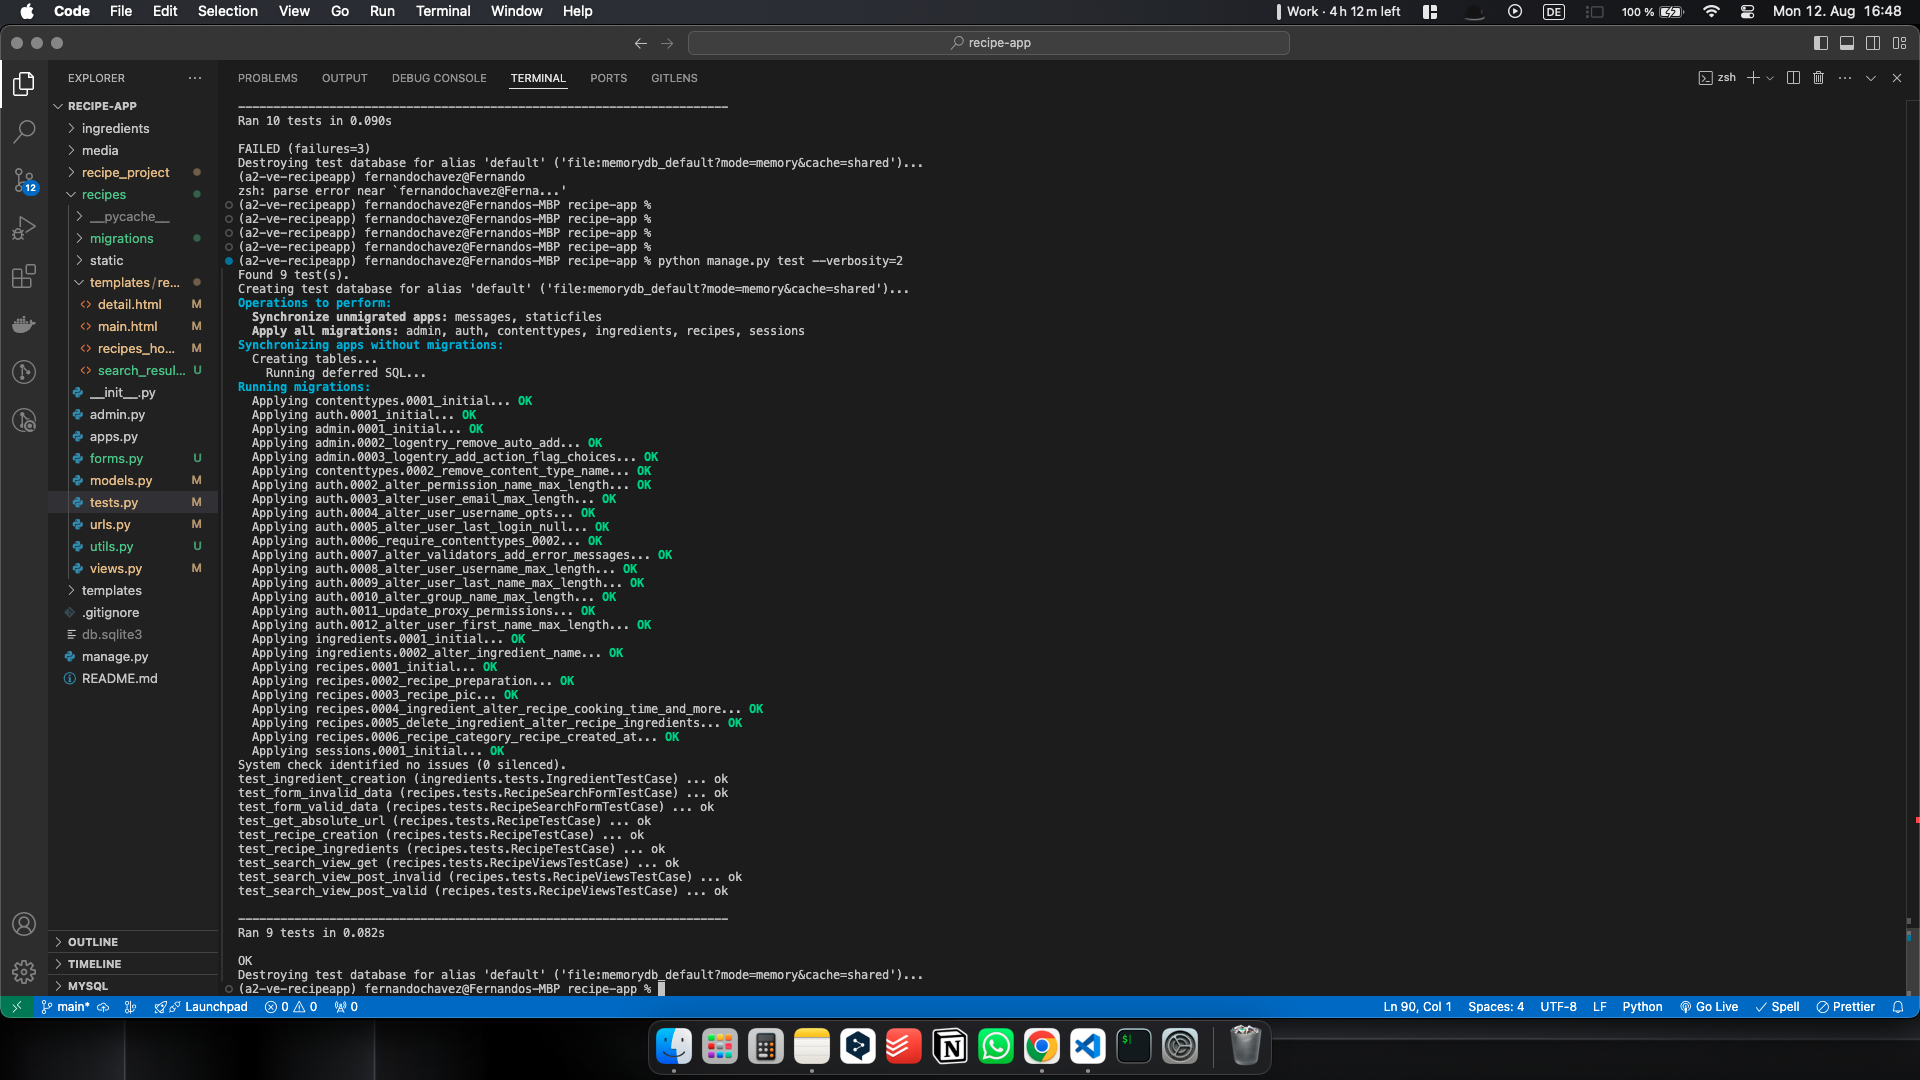 Code File Edit Selection View Go Run Terminal Window Help
Work · 4 h 12 m left
DE
100 %
Mon 12. Aug 16:48
recipe-app
EXPLORER
RECIPE-APP
ingredients
media
recipe_project
recipes
__pycache__
migrations
static
templates/re...
detail.html M
main.html M
recipes_ho... M
search_resul... U
__init__.py
admin.py
apps.py
forms.py U
models.py M
tests.py M
urls.py M
utils.py U
views.py M
templates
.gitignore
db.sqlite3
manage.py
README.md
OUTLINE
TIMELINE
MYSQL
12
PROBLEMS OUTPUT DEBUG CONSOLE TERMINAL PORTS GITLENS
zsh
----------------------------------------------------------------------
Ran 10 tests in 0.090s
FAILED (failures=3)
Destroying test database for alias 'default' ('file:memorydb_default?mode=memory&cache=shared')...
(a2-ve-recipeapp) fernandochavez@Fernando
zsh: parse error near `fernandochavez@Ferna...'
(a2-ve-recipeapp) fernandochavez@Fernandos-MBP recipe-app %
(a2-ve-recipeapp) fernandochavez@Fernandos-MBP recipe-app %
(a2-ve-recipeapp) fernandochavez@Fernandos-MBP recipe-app %
(a2-ve-recipeapp) fernandochavez@Fernandos-MBP recipe-app %
(a2-ve-recipeapp) fernandochavez@Fernandos-MBP recipe-app % python manage.py test --verbosity=2
Found 9 test(s).
Creating test database for alias 'default' ('file:memorydb_default?mode=memory&cache=shared')...
Operations to perform:
Synchronize unmigrated apps: messages, staticfiles
Apply all migrations: admin, auth, contenttypes, ingredients, recipes, sessions
Synchronizing apps without migrations:
Creating tables...
Running deferred SQL...
Running migrations:
Applying contenttypes.0001_initial... OK
Applying auth.0001_initial... OK
Applying admin.0001_initial... OK
Applying admin.0002_logentry_remove_auto_add... OK
Applying admin.0003_logentry_add_action_flag_choices... OK
Applying contenttypes.0002_remove_content_type_name... OK
Applying auth.0002_alter_permission_name_max_length... OK
Applying auth.0003_alter_user_email_max_length... OK
Applying auth.0004_alter_user_username_opts... OK
Applying auth.0005_alter_user_last_login_null... OK
Applying auth.0006_require_contenttypes_0002... OK
Applying auth.0007_alter_validators_add_error_messages... OK
Applying auth.0008_alter_user_username_max_length... OK
Applying auth.0009_alter_user_last_name_max_length... OK
Applying auth.0010_alter_group_name_max_length... OK
Applying auth.0011_update_proxy_permissions... OK
Applying auth.0012_alter_user_first_name_max_length... OK
Applying ingredients.0001_initial... OK
Applying ingredients.0002_alter_ingredient_name... OK
Applying recipes.0001_initial... OK
Applying recipes.0002_recipe_preparation... OK
Applying recipes.0003_recipe_pic... OK
Applying recipes.0004_ingredient_alter_recipe_cooking_time_and_more... OK
Applying recipes.0005_delete_ingredient_alter_recipe_ingredients... OK
Applying recipes.0006_recipe_category_recipe_created_at... OK
Applying sessions.0001_initial... OK
System check identified no issues (0 silenced).
test_ingredient_creation (ingredients.tests.IngredientTestCase) ... ok
test_form_invalid_data (recipes.tests.RecipeSearchFormTestCase) ... ok
test_form_valid_data (recipes.tests.RecipeSearchFormTestCase) ... ok
test_get_absolute_url (recipes.tests.RecipeTestCase) ... ok
test_recipe_creation (recipes.tests.RecipeTestCase) ... ok
test_recipe_ingredients (recipes.tests.RecipeTestCase) ... ok
test_search_view_get (recipes.tests.RecipeViewsTestCase) ... ok
test_search_view_post_invalid (recipes.tests.RecipeViewsTestCase) ... ok
test_search_view_post_valid (recipes.tests.RecipeViewsTestCase) ... ok
----------------------------------------------------------------------
Ran 9 tests in 0.082s
OK
Destroying test database for alias 'default' ('file:memorydb_default?mode=memory&cache=shared')...
(a2-ve-recipeapp) fernandochavez@Fernandos-MBP recipe-app %
main* Launchpad 0 0 0
Ln 90, Col 1 Spaces: 4 UTF-8 LF Python Go Live Spell Prettier